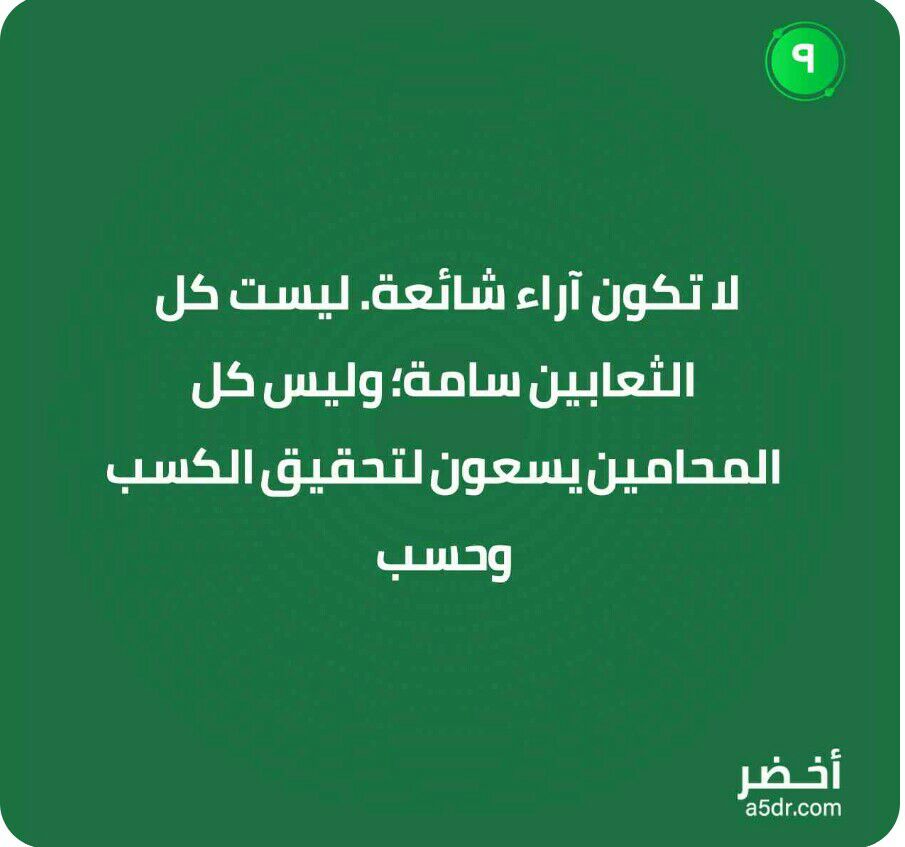 ٩
لا تكون آراء شائعة. ليست كل
الثعابين سامة؛ وليس كل
المحامين يسعون لتحقيق الكسب
وحسب
أخضر
a5dr.com